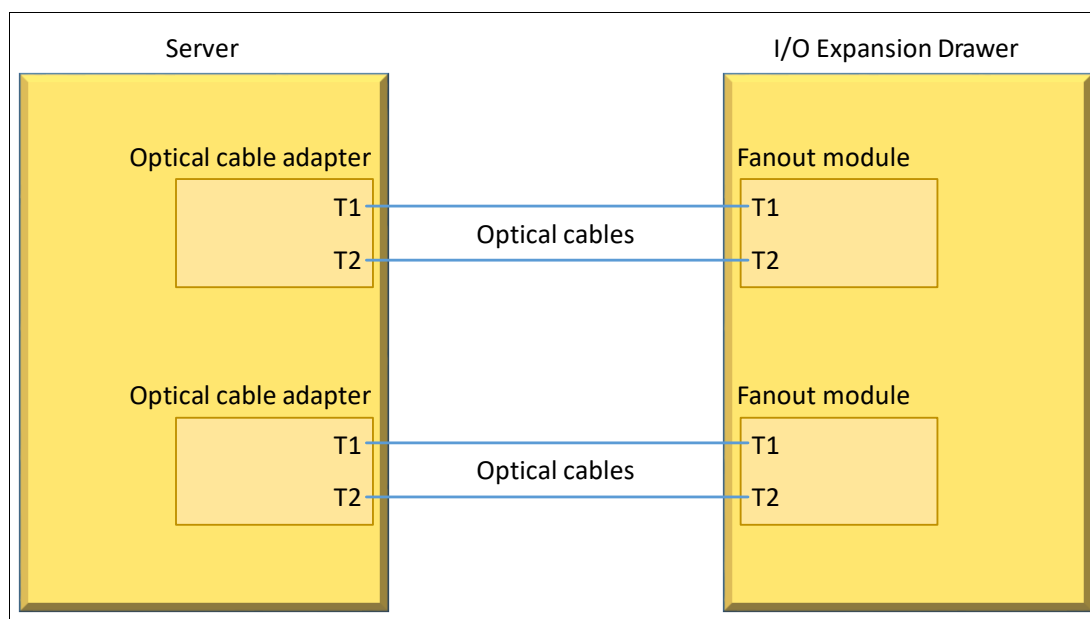 Server
I/O Expansion Drawer
Optical cable adapter
Fanout module
T1
T1
Optical cables
T2
T2
Optical cable adapter
Fanout module
T1
T1
Optical cables
T2
T2